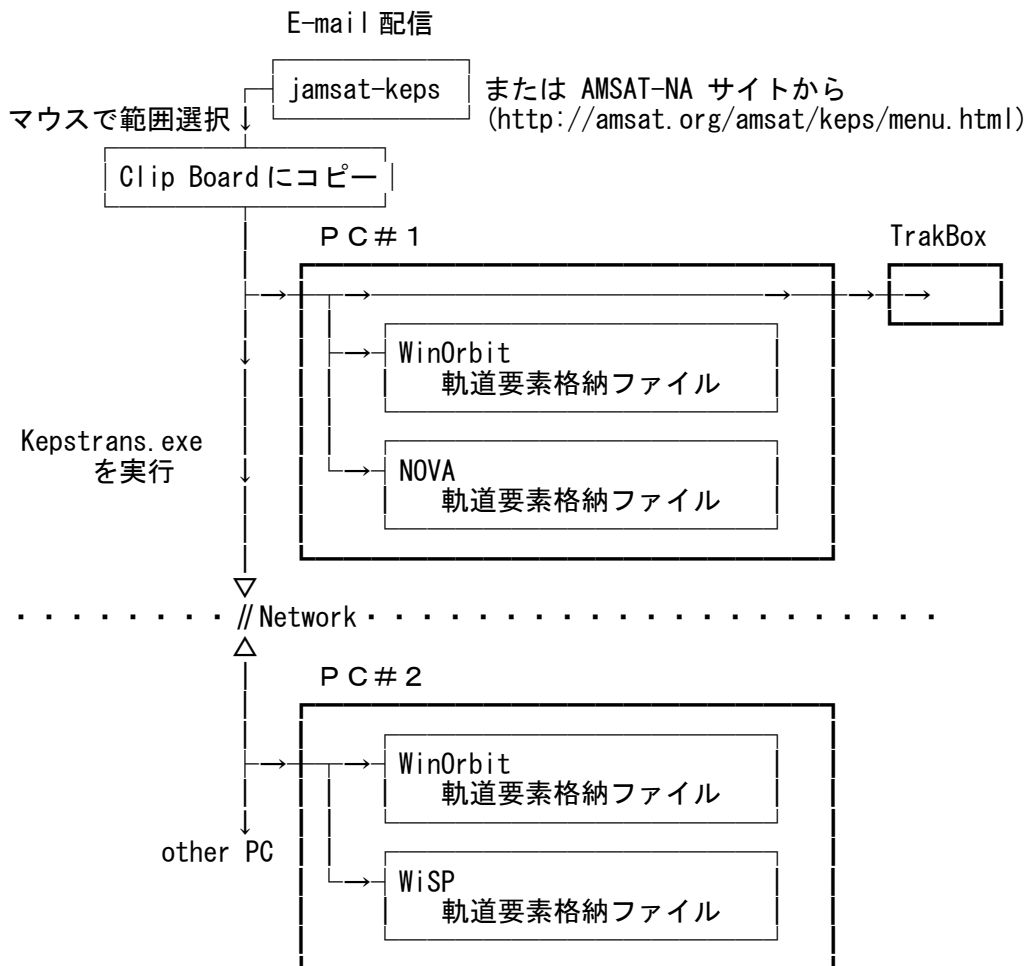 E-mail 配信
jamsat-keps または AMSAT-NA サイトから
マウスで範囲選択↓ (http://amsat.org/amsat/keps/menu.html)
Clip Board にコピー
PC#1 TrakBox
WinOrbit
軌道要素格納ファイル
Kepstrans.exe
を実行
NOVA
軌道要素格納ファイル
・・・・・・・・//Network・・・・・・・・・・・・・・・・・・・・・
PC#2
WinOrbit
軌道要素格納ファイル
other PC
WiSP
軌道要素格納ファイル